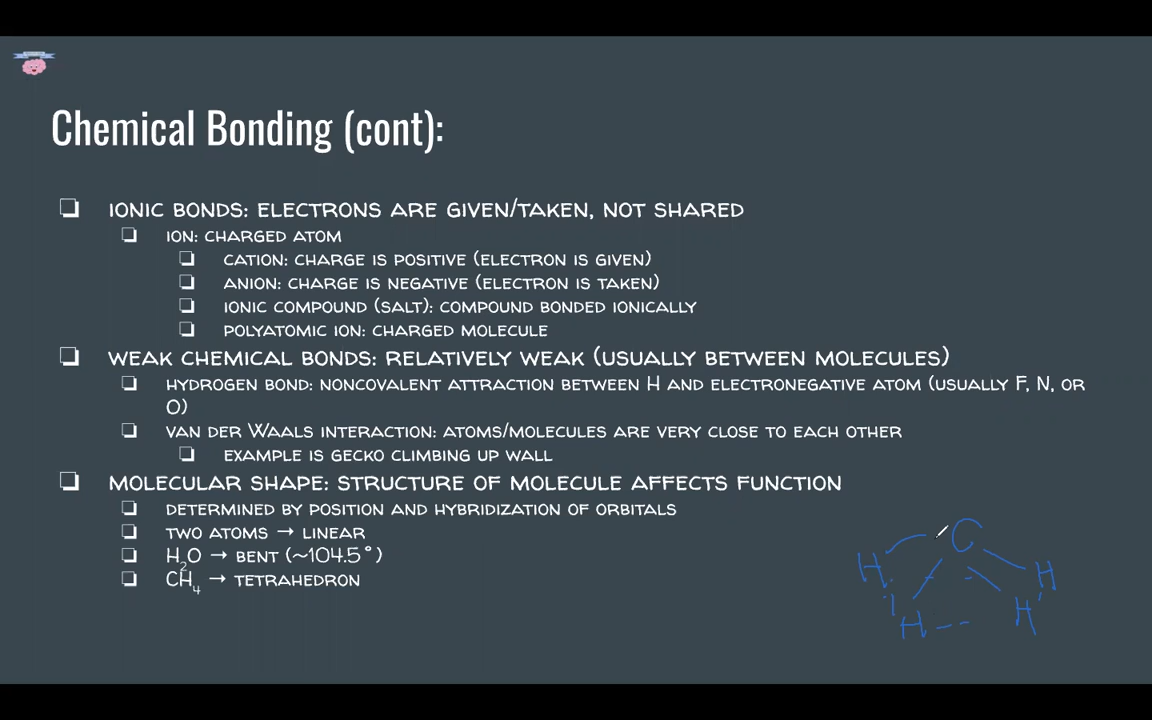 Chemical Bonding (cont):
IONIC BONDS: ELECTRONS ARE GIVEN/TAKEN, NOT SHARED
ION: CHARGED ATOM
CATION: CHARGE IS POSITIVE (ELECTRON IS GIVEN)
ANION: CHARGE IS NEGATIVE (ELECTRON IS TAKEN)
IONIC COMPOUND (SALT): COMPOUND BONDED IONICALLY
POLYATOMIC ION: CHARGED MOLECULE
WEAK CHEMICAL BONDS: RELATIVELY WEAK (USUALLY BETWEEN MOLECULES)
HYDROGEN BOND: NONCOVALENT ATTRACTION BETWEEN H AND ELECTRONEGATIVE ATOM (USUALLY F, N, OR
O)
VAN DER WAALS INTERACTION: ATOMS/MOLECULES ARE VERY CLOSE TO EACH OTHER
EXAMPLE IS GECKO CLIMBING UP WALL
MOLECULAR SHAPE: STRUCTURE OF MOLECULE AFFECTS FUNCTION
DETERMINED BY POSITION AND HYBRIDIZATION OF ORBITALS
TWO ATOMS → LINEAR
H₂O → BENT (~104.5°)
CH₄ → TETRAHEDRON
C
H H
H H